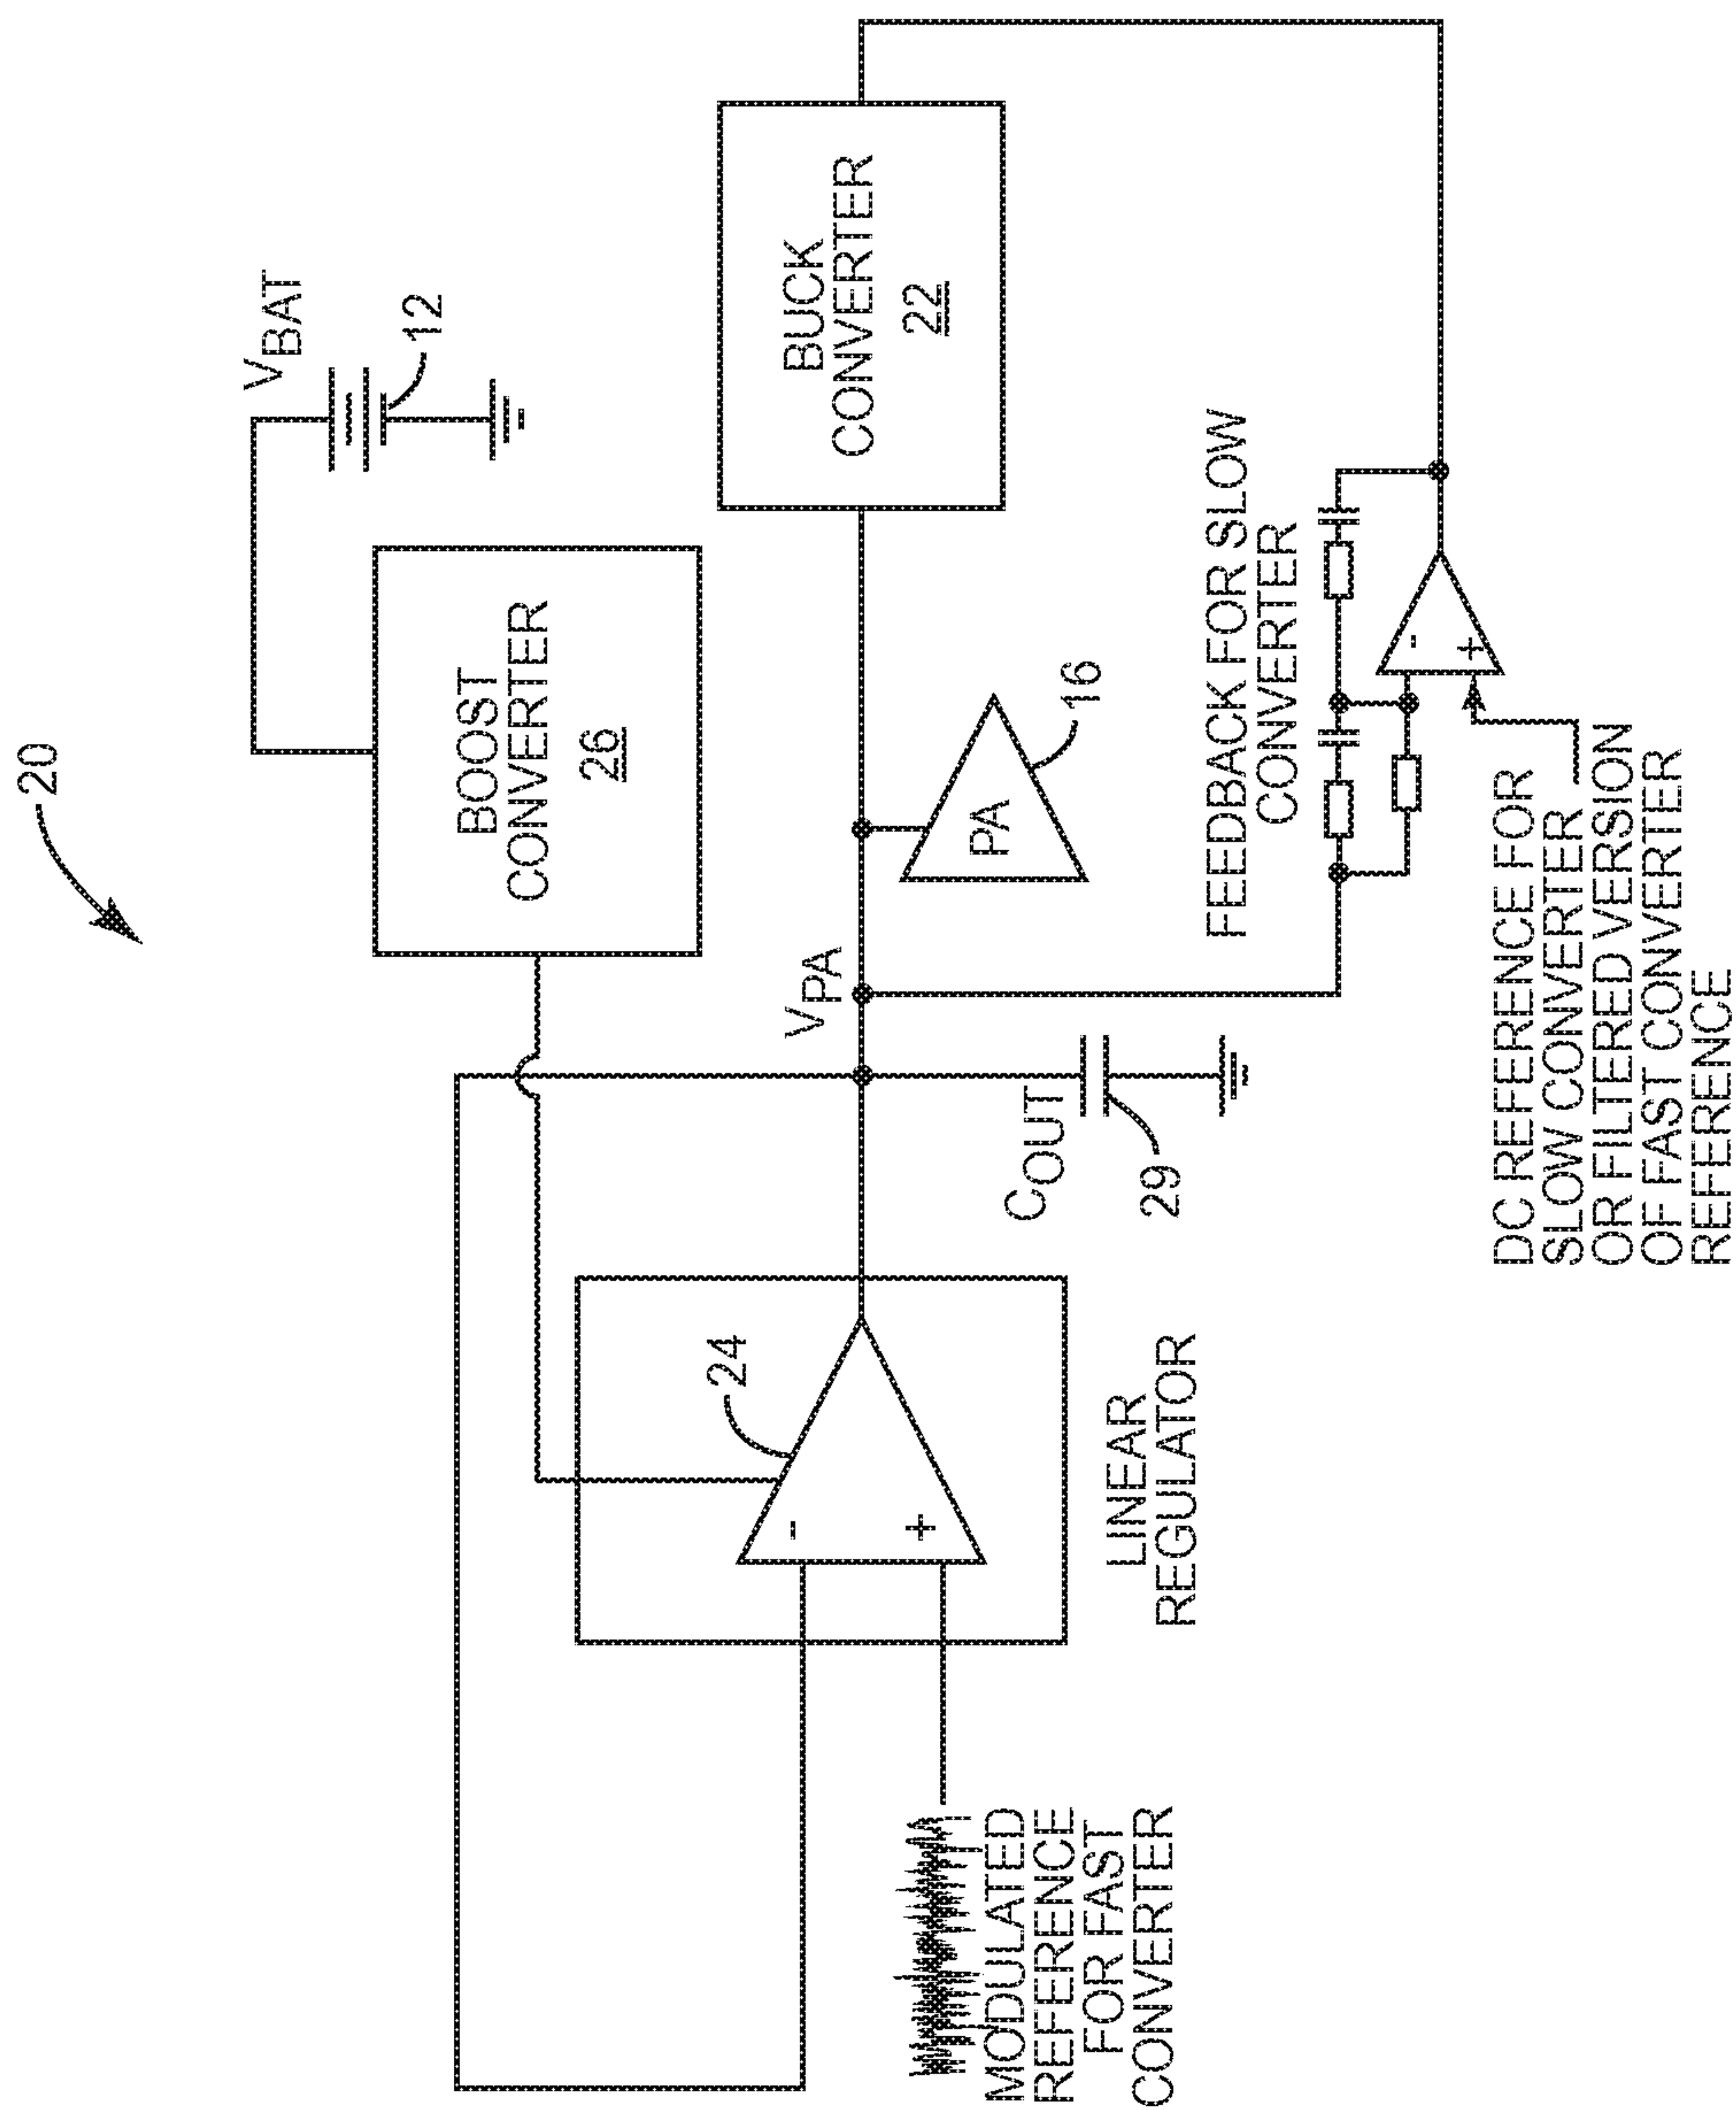 20
V_BAT
12
BOOST
CONVERTER
26
BUCK
CONVERTER
22
24
V_PA
PA
16
C_OUT
29
-
+
LINEAR
REGULATOR
MODULATED
REFERENCE
FOR FAST
CONVERTER
FEEDBACK FOR SLOW
CONVERTER
-
+
DC REFERENCE FOR
SLOW CONVERTER
OR FILTERED VERSION
OF FAST CONVERTER
REFERENCE